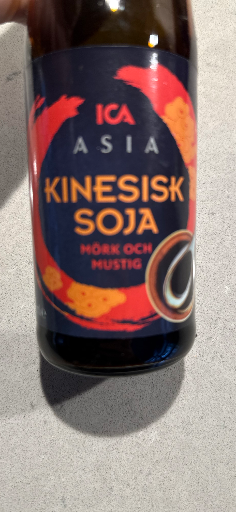 ICA
ASIA
KINESISK
SOJA
MÖRK OCH
MUSTIG